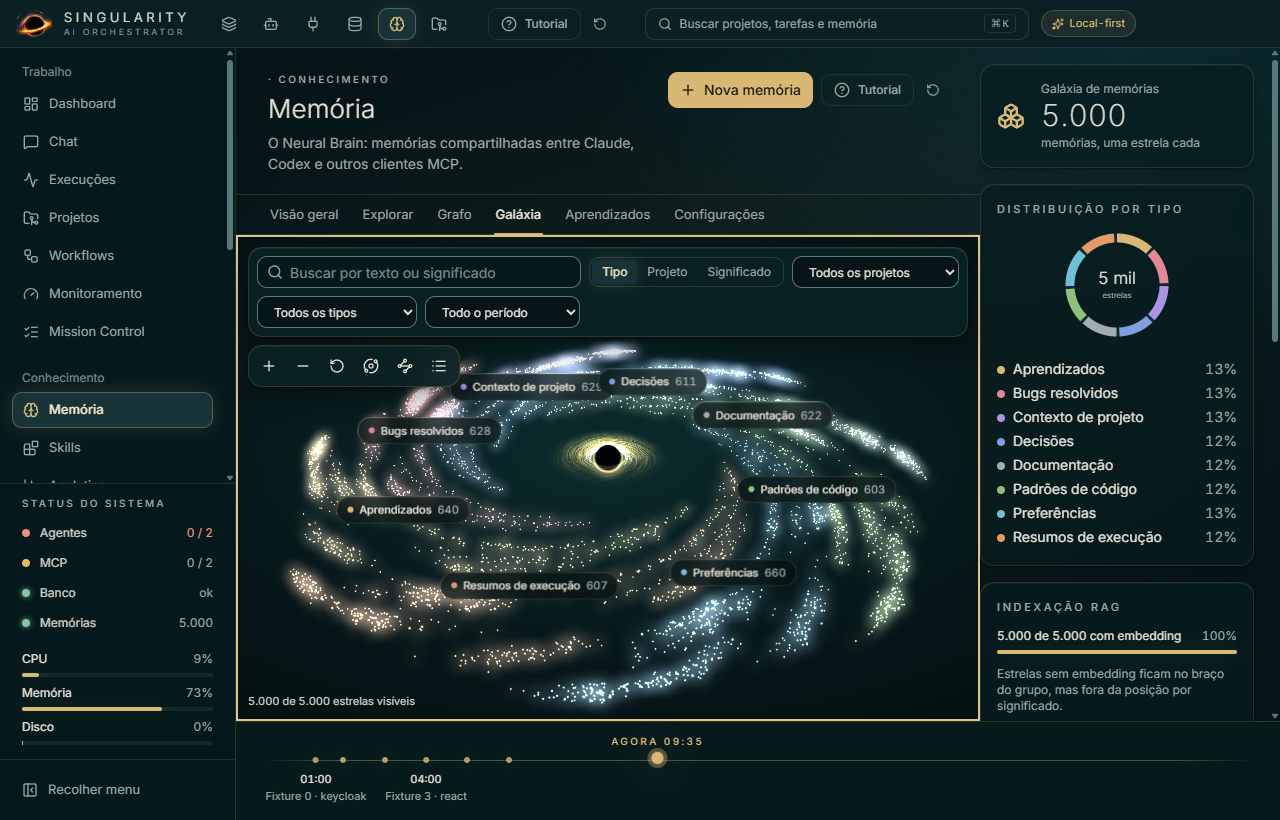 SINGULARITY
AI ORCHESTRATOR
Tutorial
Buscar projetos, tarefas e memória
⌘K
Local-first
Trabalho
Dashboard
Chat
Execuções
Projetos
Workflows
Monitoramento
Mission Control
Conhecimento
Memória
Skills
STATUS DO SISTEMA
Agentes 0 / 2
MCP 0 / 2
Banco ok
Memórias 5.000
CPU 9%
Memória 73%
Disco 0%
Recolher menu
· CONHECIMENTO
Memória
O Neural Brain: memórias compartilhadas entre Claude,
Codex e outros clientes MCP.
Nova memória
Tutorial
Visão geral Explorar Grafo Galáxia Aprendizados Configurações
Buscar por texto ou significado
Tipo Projeto Significado
Todos os projetos
Todos os tipos
Todo o período
Contexto de projeto 629
Decisões 611
Documentação 622
Bugs resolvidos 628
Padrões de código 603
Aprendizados 640
Preferências 660
Resumos de execução 607
5.000 de 5.000 estrelas visíveis
Galáxia de memórias
5.000
memórias, uma estrela cada
DISTRIBUIÇÃO POR TIPO
5 mil
estrelas
Aprendizados 13%
Bugs resolvidos 13%
Contexto de projeto 13%
Decisões 12%
Documentação 12%
Padrões de código 12%
Preferências 13%
Resumos de execução 12%
INDEXAÇÃO RAG
5.000 de 5.000 com embedding 100%
Estrelas sem embedding ficam no braço
do grupo, mas fora da posição por
significado.
AGORA 09:35
01:00
Fixture 0 · keycloak
04:00
Fixture 3 · react